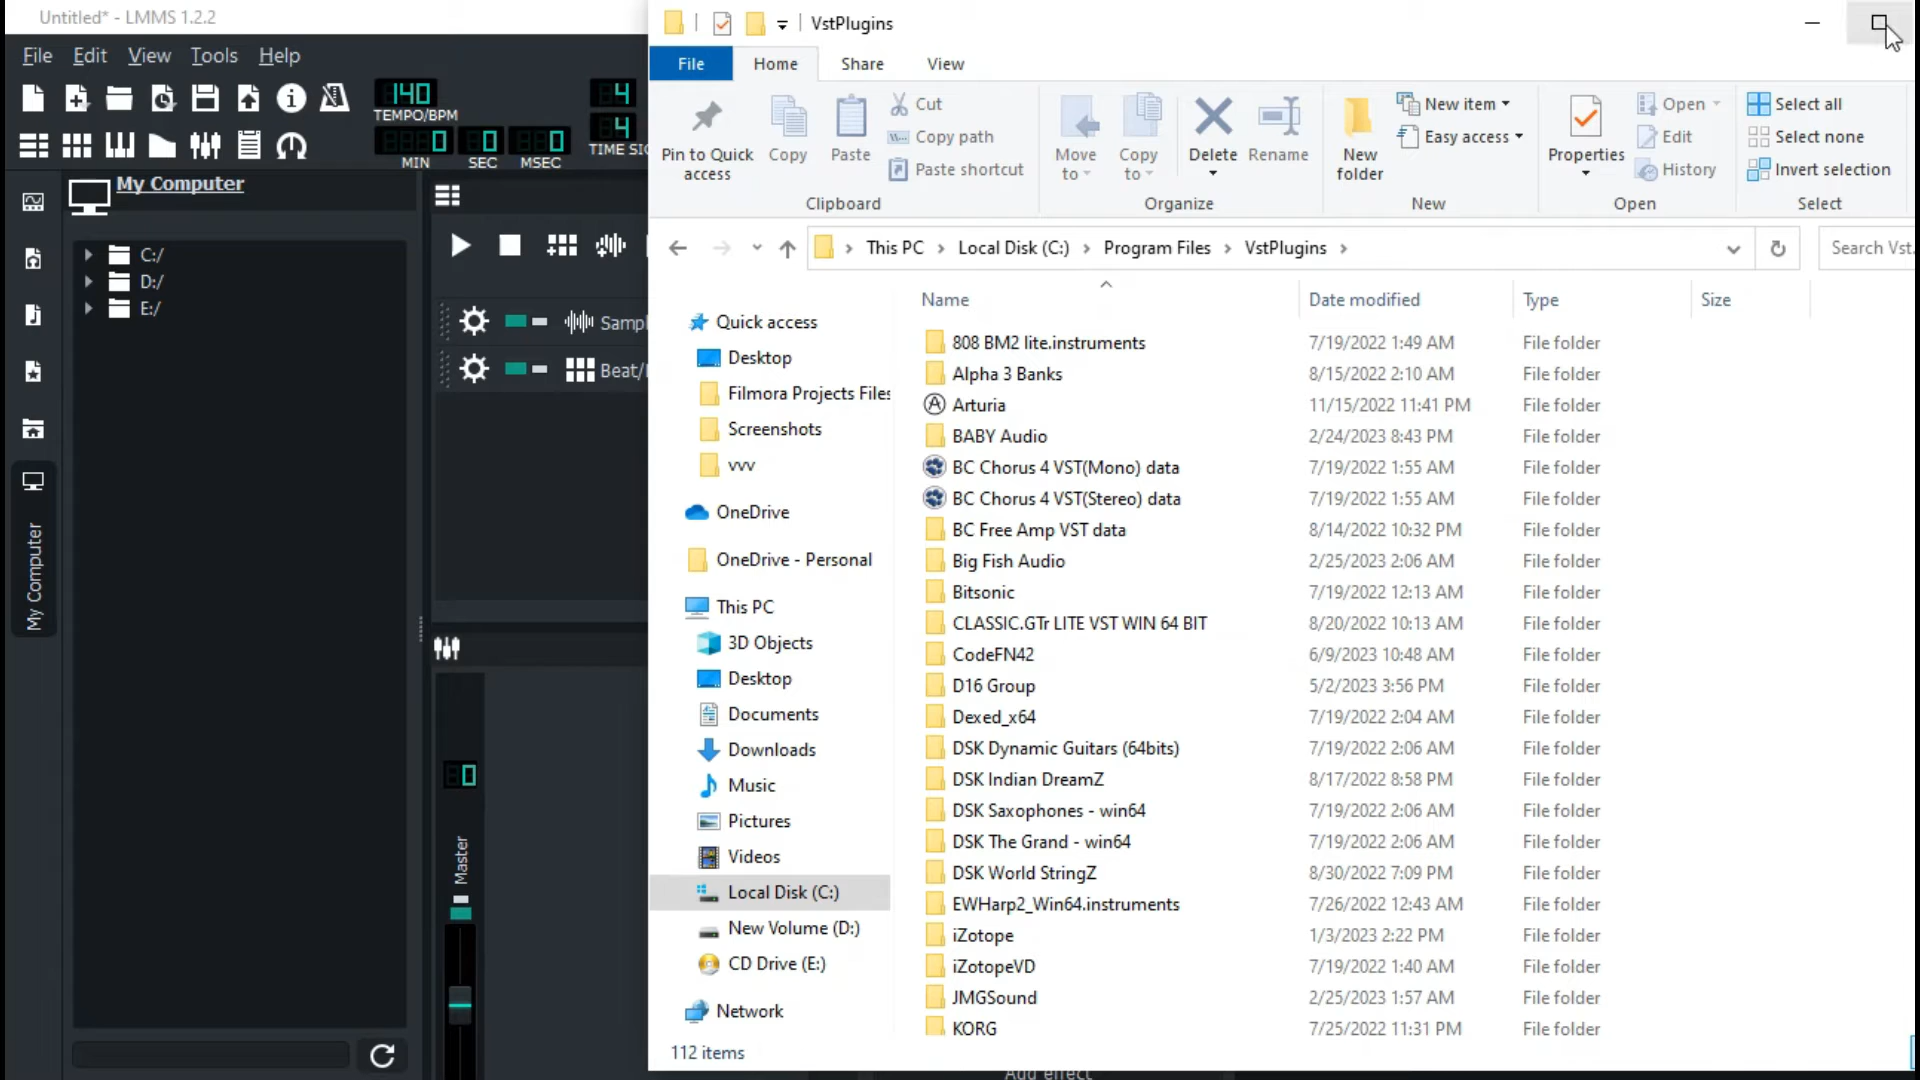 Untitled* - LMMS 1.2.2
File Edit View Tools Help
140
TEMPO/BPM
0 0 0
MIN SEC MSEC
4
4
TIME SIG
My Computer
C:/
D:/
E:/
My Computer
Sampl
Beat/
0
Master
VstPlugins
File Home Share View
Pin to Quick access
Copy
Paste
Cut
Copy path
Paste shortcut
Clipboard
Move to
Copy to
Delete
Rename
Organize
New folder
New item
Easy access
New
Properties
Open
Edit
History
Open
Select all
Select none
Invert selection
Select
This PC > Local Disk (C:) > Program Files > VstPlugins >
Search Vst
Quick access
Desktop
Filmora Projects Files
Screenshots
vvv
OneDrive
OneDrive - Personal
This PC
3D Objects
Desktop
Documents
Downloads
Music
Pictures
Videos
Local Disk (C:)
New Volume (D:)
CD Drive (E:)
Network
Name Date modified Type Size
808 BM2 lite.instruments 7/19/2022 1:49 AM File folder
Alpha 3 Banks 8/15/2022 2:10 AM File folder
Arturia 11/15/2022 11:41 PM File folder
BABY Audio 2/24/2023 8:43 PM File folder
BC Chorus 4 VST(Mono) data 7/19/2022 1:55 AM File folder
BC Chorus 4 VST(Stereo) data 7/19/2022 1:55 AM File folder
BC Free Amp VST data 8/14/2022 10:32 PM File folder
Big Fish Audio 2/25/2023 2:06 AM File folder
Bitsonic 7/19/2022 12:13 AM File folder
CLASSIC.GTr LITE VST WIN 64 BIT 8/20/2022 10:13 AM File folder
CodeFN42 6/9/2023 10:48 AM File folder
D16 Group 5/2/2023 3:56 PM File folder
Dexed_x64 7/19/2022 2:04 AM File folder
DSK Dynamic Guitars (64bits) 7/19/2022 2:06 AM File folder
DSK Indian DreamZ 8/17/2022 8:58 PM File folder
DSK Saxophones - win64 7/19/2022 2:06 AM File folder
DSK The Grand - win64 7/19/2022 2:06 AM File folder
DSK World StringZ 8/30/2022 7:09 PM File folder
EWHarp2_Win64.instruments 7/26/2022 12:43 AM File folder
iZotope 1/3/2023 2:22 PM File folder
iZotopeVD 7/19/2022 1:40 AM File folder
JMGSound 2/25/2023 1:57 AM File folder
KORG 7/25/2022 11:31 PM File folder
112 items
Add effect